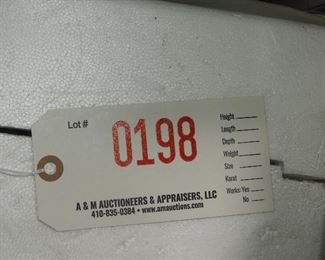 Lot #
0198
Height
Length
Depth
Weight
Size
Karat
Works: Yes
No
A & M AUCTIONEERS & APPRAISERS, LLC
410-835-0384 • www.amauctions.com